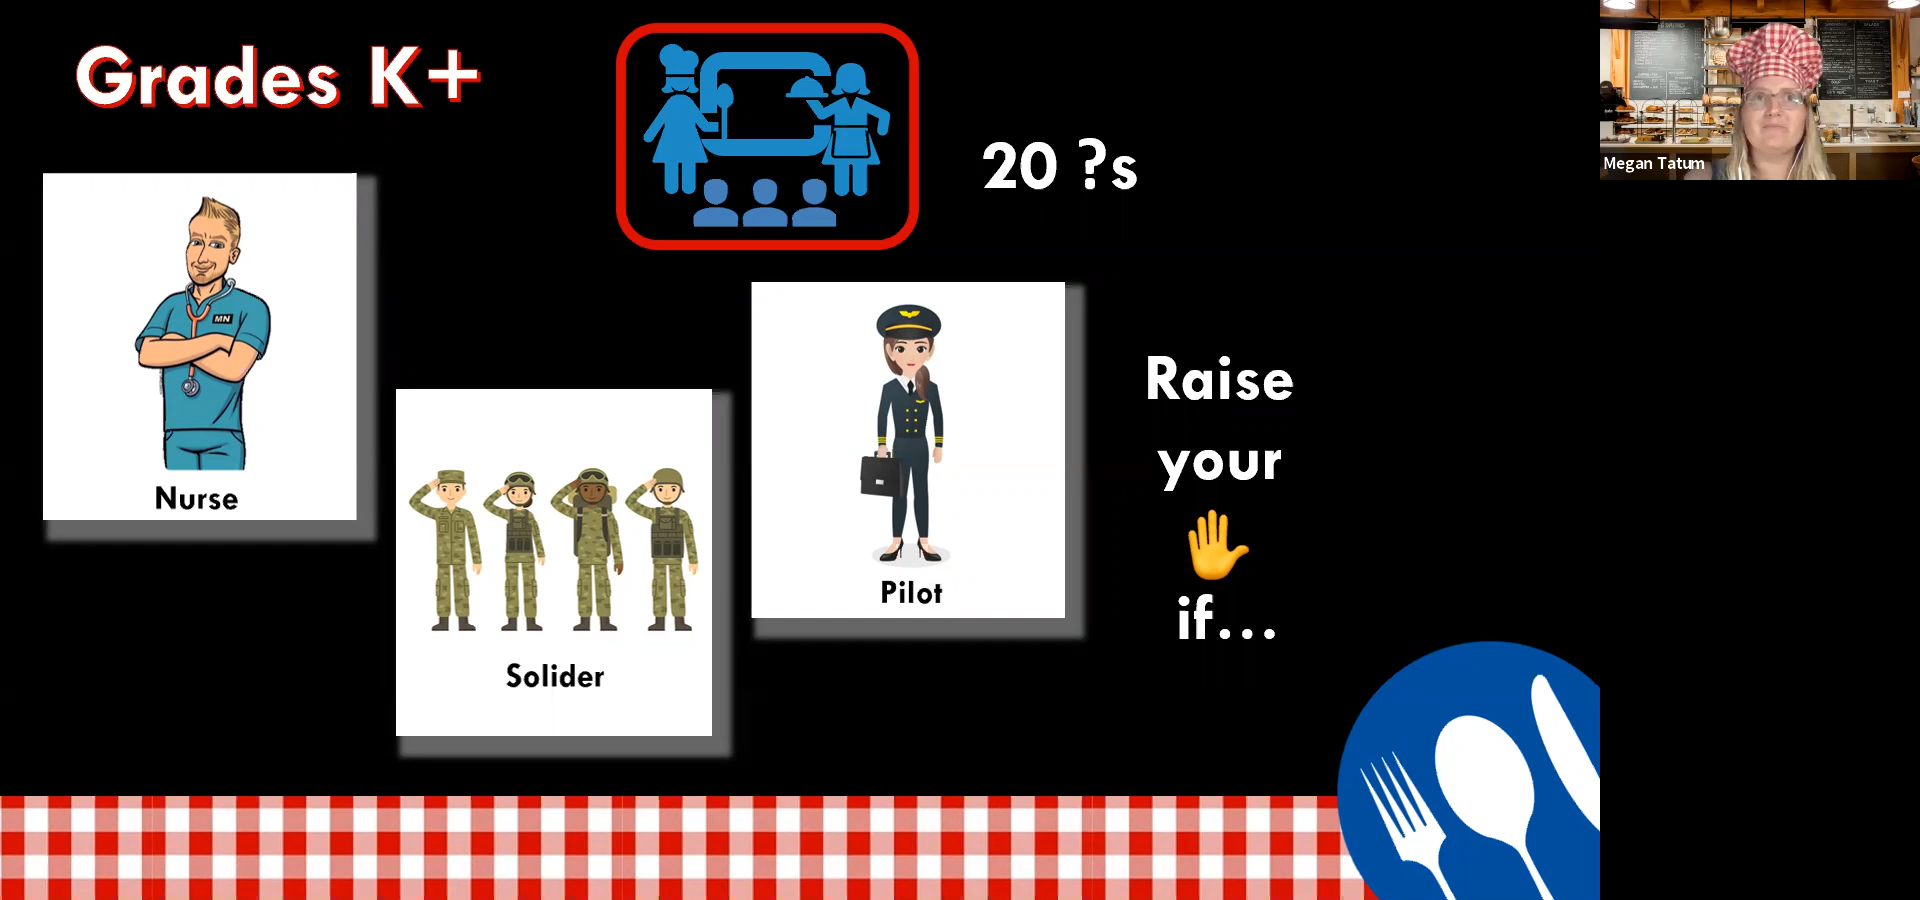 Grades K+
20 ?s
Megan Tatum
MN
Nurse
Solider
Pilot
Raise
your
if...